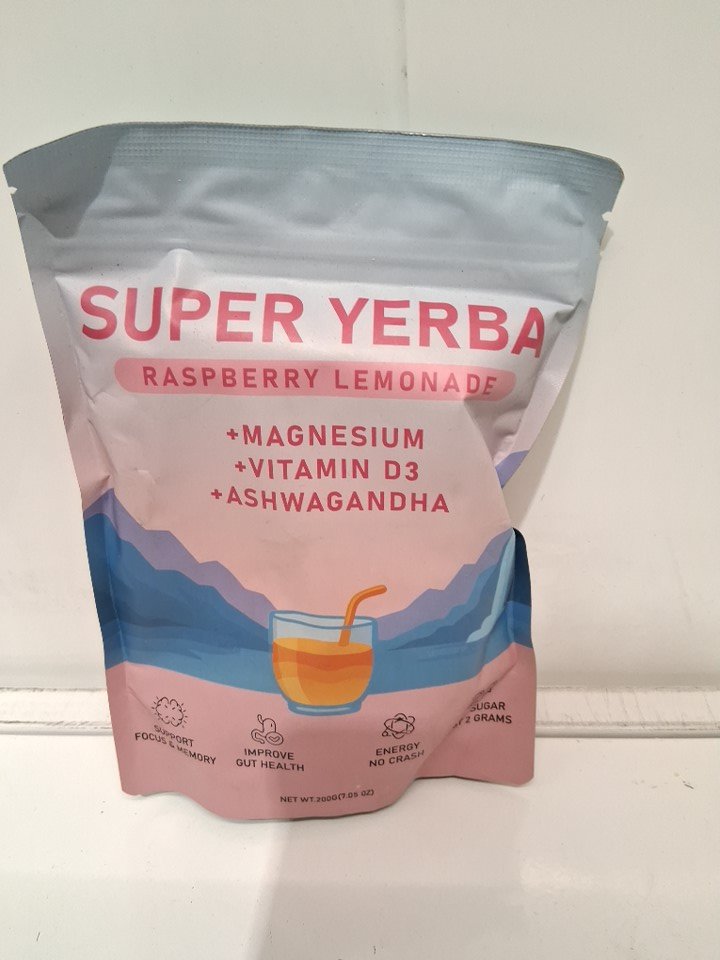 SUPER YERBA
RASPBERRY LEMONADE
+MAGNESIUM
+VITAMIN D3
+ASHWAGANDHA
SUPPORT
FOCUS & MEMORY
IMPROVE
GUT HEALTH
ENERGY
NO CRASH
SUGAR
2 GRAMS
NET WT.200G(7.05 OZ)